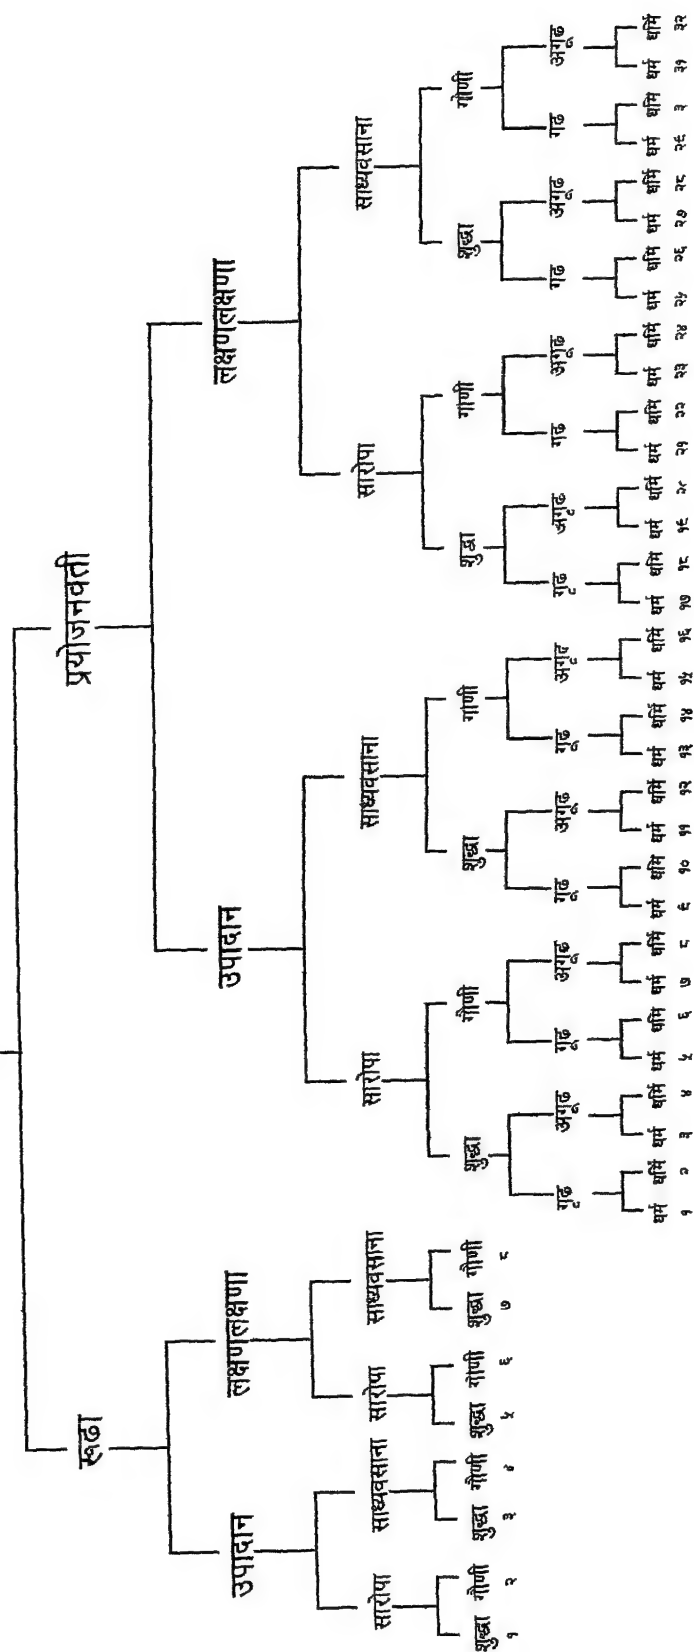 रूढा प्रयोजनवती
उपादान लक्षणलक्षणा उपादान लक्षणलक्षणा
सारोपा साध्यवसाना सारोपा साध्यवसाना सारोपा साध्यवसाना सारोपा साध्यवसाना
शुद्धा गौणी शुद्धा गौणी शुद्धा गौणी शुद्धा गौणी शुद्धा गौणी शुद्धा गौणी शुद्धा गौणी शुद्धा गौणी
१ २ ३ ४ ५ ६ ७ ८
गूढ अगूढ गूढ अगूढ गूढ अगूढ गूढ अगूढ गूढ अगूढ गूढ अगूढ गूढ अगूढ गूढ अगूढ
धर्म धर्मि धर्म धर्मि धर्म धर्मि धर्म धर्मि धर्म धर्मि धर्म धर्मि धर्म धर्मि धर्म धर्मि धर्म धर्मि धर्म धर्मि धर्म धर्मि धर्म धर्मि धर्म धर्मि धर्म धर्मि धर्म धर्मि धर्म धर्मि
१ २ ३ ४ ५ ६ ७ ८ ९ १० ११ १२ १३ १४ १५ १६ १७ १८ १९ २१ २२ २३ २४ २५ २६ २७ २८ २९ ३ ३१ ३२